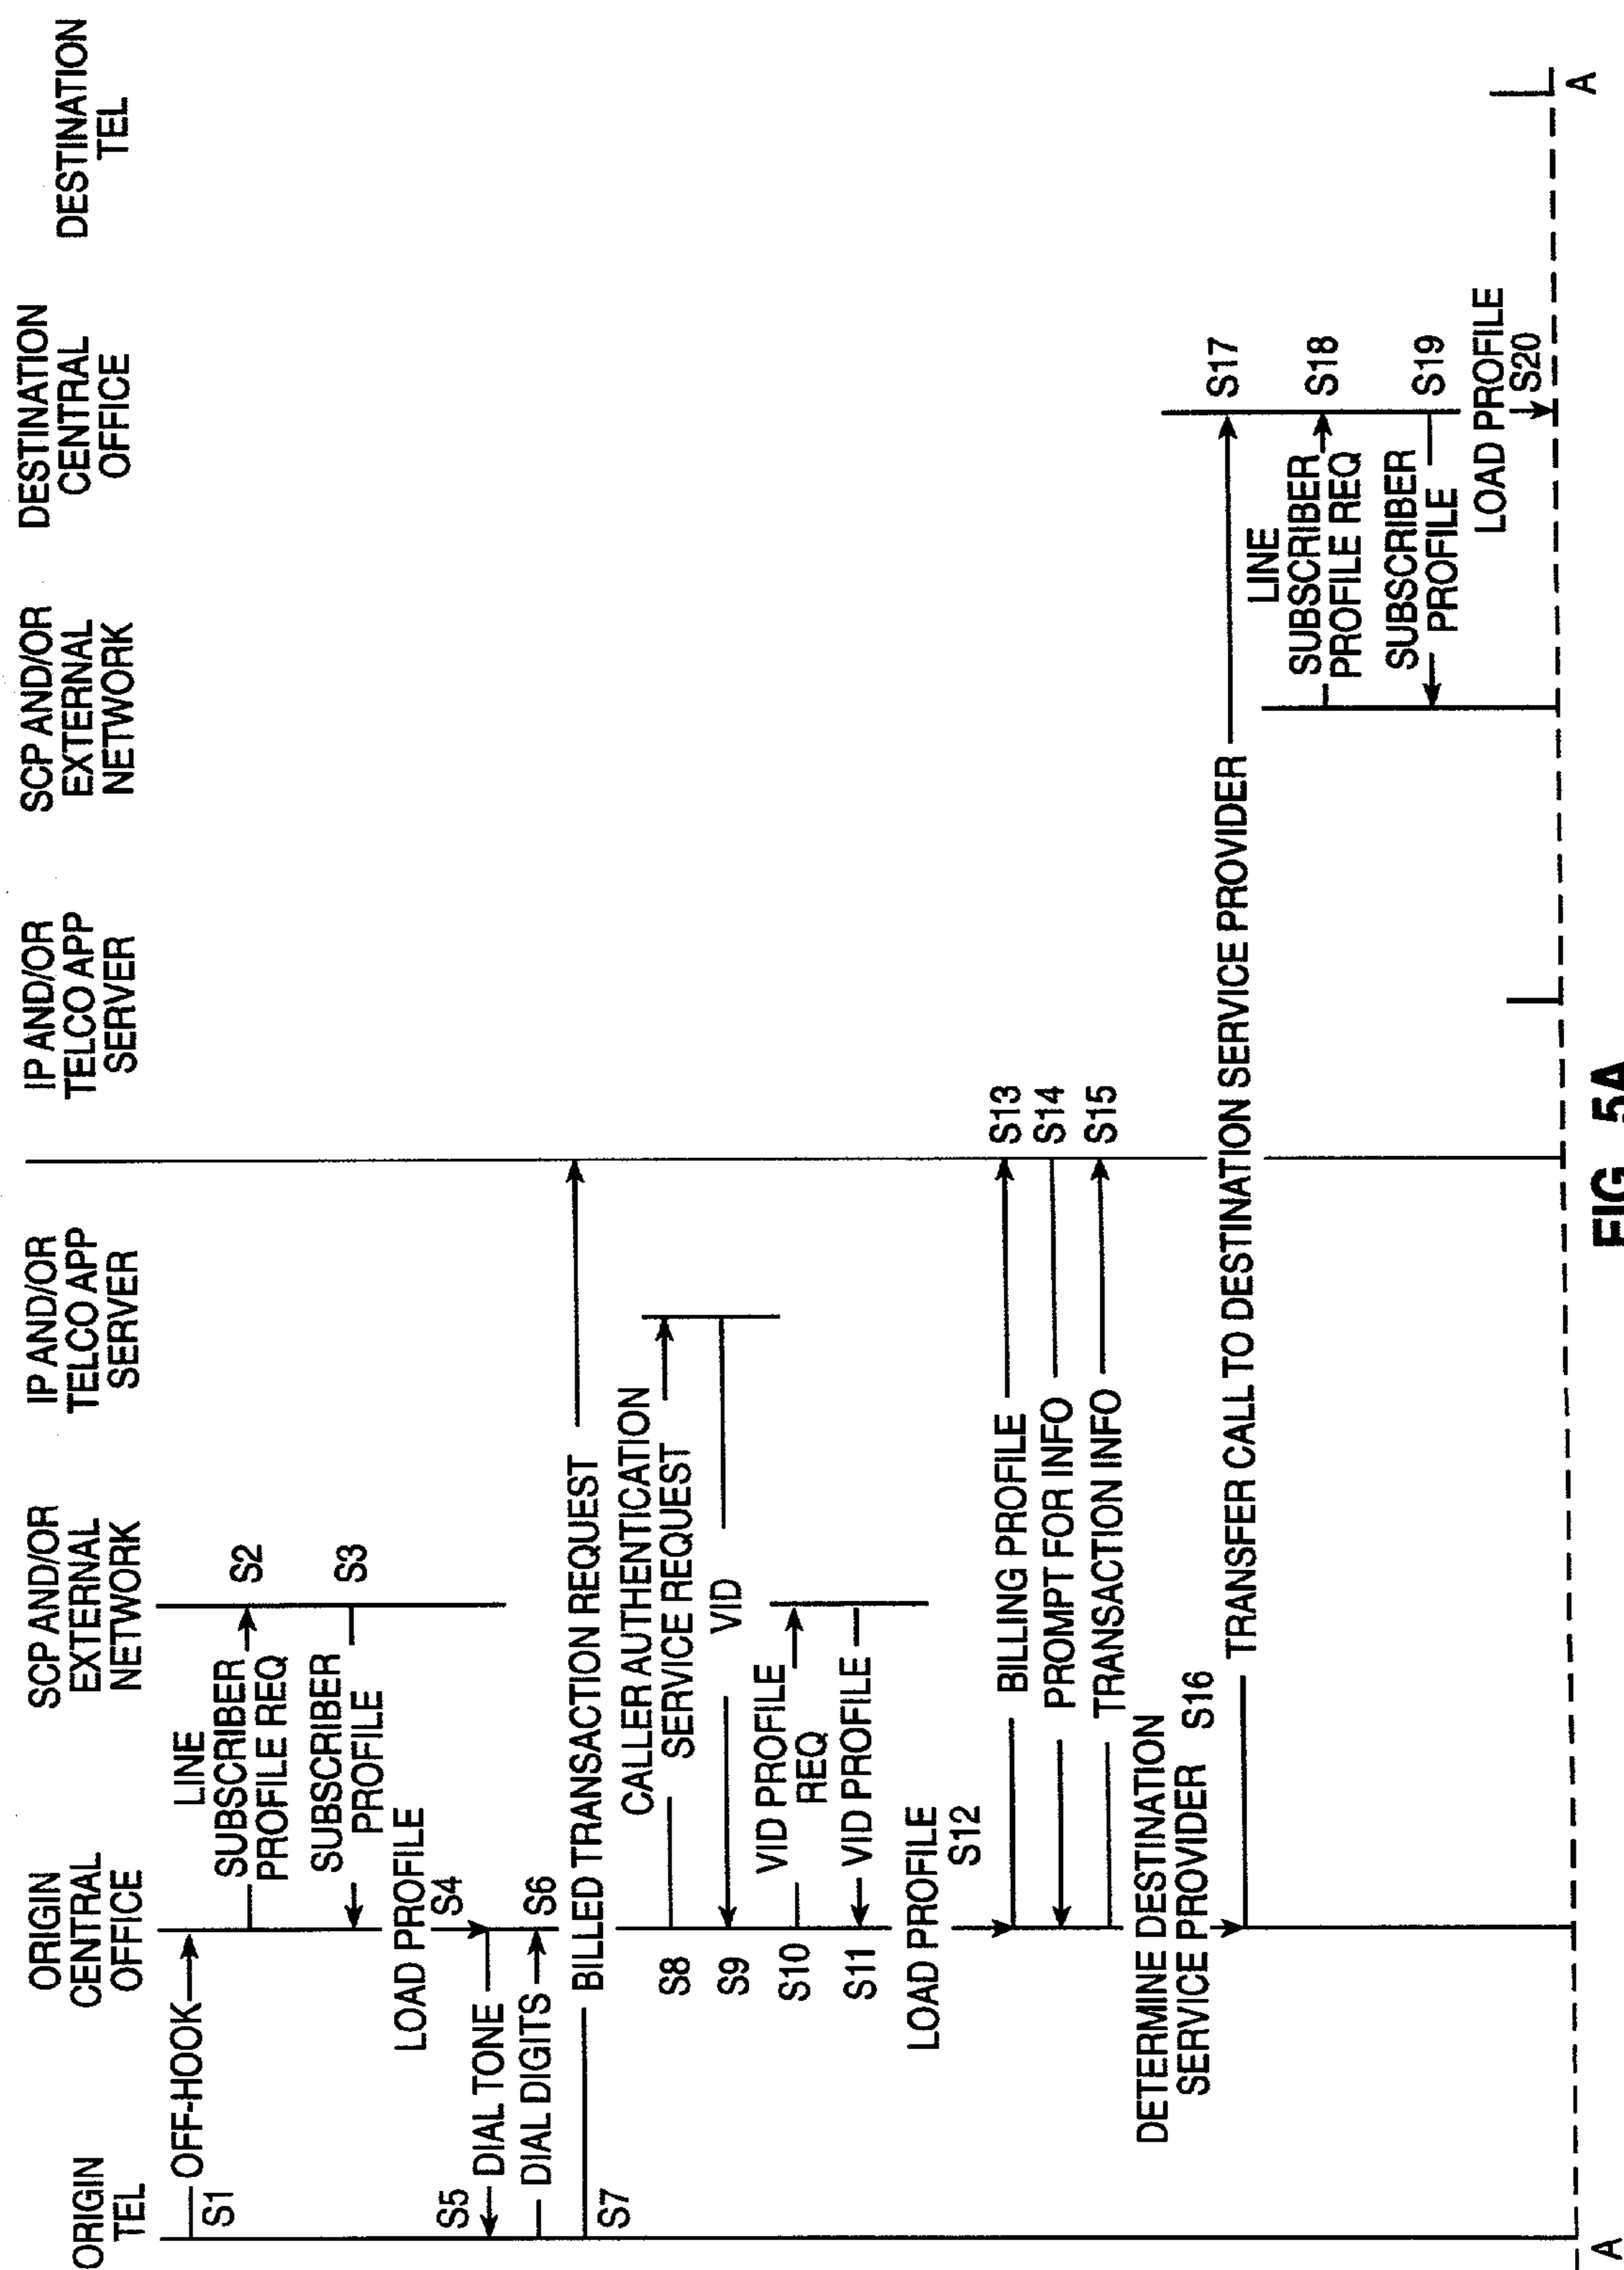 ORIGIN
TEL
ORIGIN
CENTRAL
OFFICE
SCP AND/OR
EXTERNAL
NETWORK
IP AND/OR
TELCO APP
SERVER
IP AND/OR
TELCO APP
SERVER
SCP AND/OR
EXTERNAL
NETWORK
DESTINATION
CENTRAL
OFFICE
DESTINATION
TEL
OFF-HOOK
S1
LINE
SUBSCRIBER
PROFILE REQ
S2
SUBSCRIBER
PROFILE
S3
LOAD PROFILE
S4
S5
DIAL TONE
DIAL DIGITS
S6
BILLED TRANSACTION REQUEST
S7
CALLER AUTHENTICATION
SERVICE REQUEST
S8
VID
S9
VID PROFILE
REQ
S10
VID PROFILE
S11
LOAD PROFILE
S12
BILLING PROFILE
S13
PROMPT FOR INFO
S14
TRANSACTION INFO
S15
DETERMINE DESTINATION
SERVICE PROVIDER
S16
TRANSFER CALL TO DESTINATION SERVICE PROVIDER
S17
LINE
SUBSCRIBER
PROFILE REQ
S18
SUBSCRIBER
PROFILE
S19
LOAD PROFILE
S20
A
A
FIG. 5A